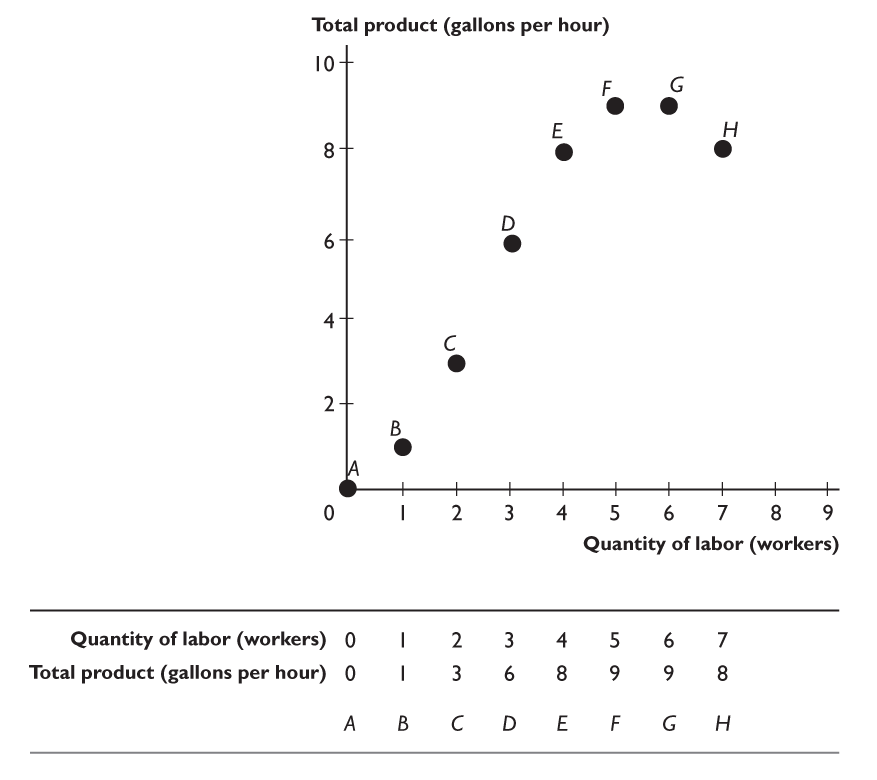 Total product (gallons per hour)
10
F
G
E
H
8
D
6
4
C
2
B
A
0 1 2 3 4 5 6 7 8 9
Quantity of labor (workers)
Quantity of labor (workers) 0 1 2 3 4 5 6 7
Total product (gallons per hour) 0 1 3 6 8 9 9 8
A B C D E F G H